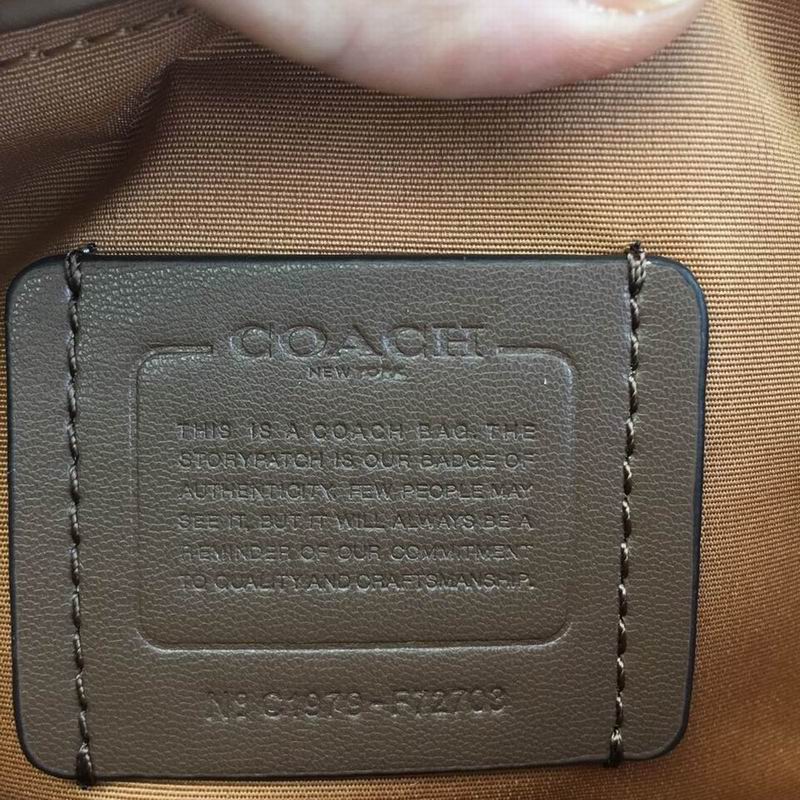 COACH
NEW YORK
THIS IS A COACH BAG. THE
STORYPATCH IS OUR BADGE OF
AUTHENTICITY. FEW PEOPLE MAY
SEE IT, BUT IT WILL ALWAYS BE A
REMINDER OF OUR COMMITMENT
TO QUALITY AND CRAFTSMANSHIP.
Nº C1973-F72703